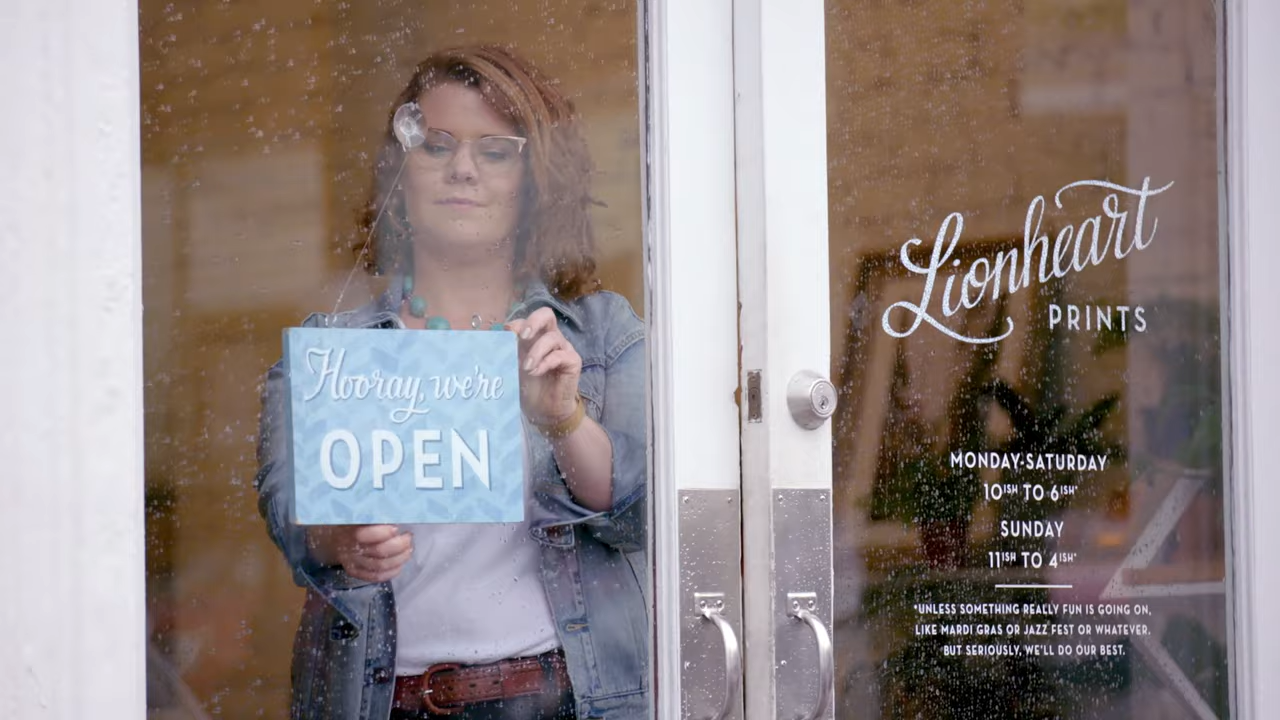 Hooray, we're
OPEN
Lionheart
PRINTS
MONDAY-SATURDAY
10ISH TO 6ISH*
SUNDAY
11ISH TO 4ISH*
*UNLESS SOMETHING REALLY FUN IS GOING ON,
LIKE MARDI GRAS OR JAZZ FEST OR WHATEVER.
BUT SERIOUSLY, WE'LL DO OUR BEST.